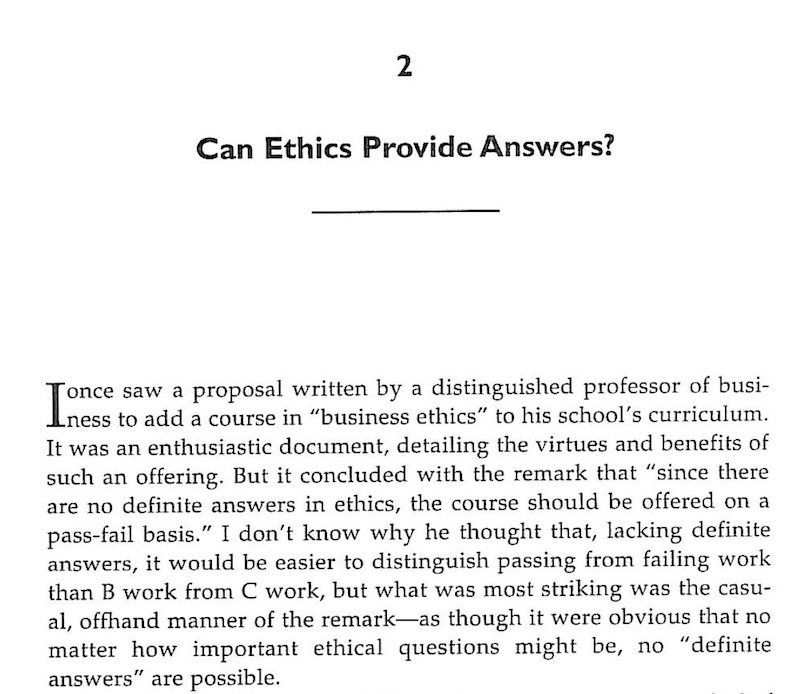 2
Can Ethics Provide Answers?
I once saw a proposal written by a distinguished professor of busi-
ness to add a course in “business ethics” to his school’s curriculum.
It was an enthusiastic document, detailing the virtues and benefits of
such an offering. But it concluded with the remark that “since there
are no definite answers in ethics, the course should be offered on a
pass-fail basis.” I don’t know why he thought that, lacking definite
answers, it would be easier to distinguish passing from failing work
than B work from C work, but what was most striking was the casu-
al, offhand manner of the remark—as though it were obvious that no
matter how important ethical questions might be, no “definite
answers” are possible.